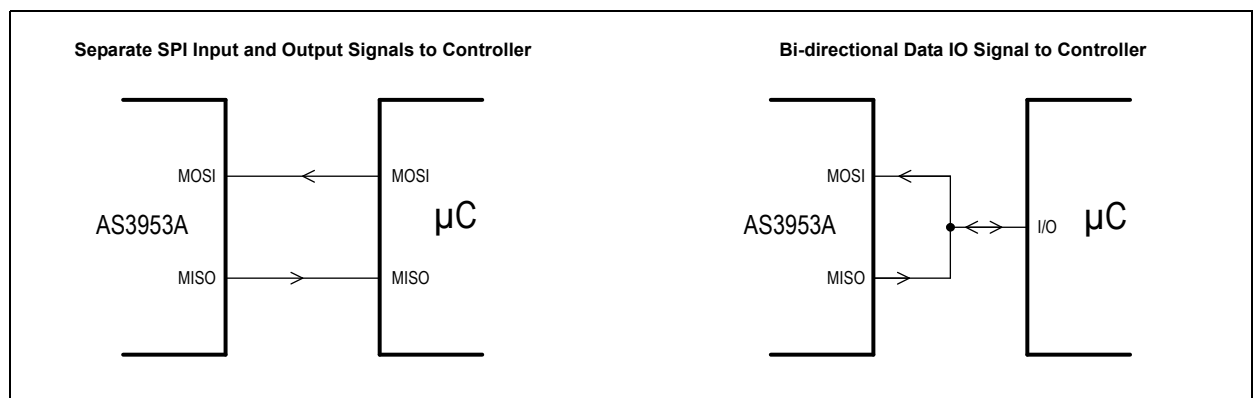 Separate SPI Input and Output Signals to Controller
MOSI
MOSI
AS3953A
µC
MISO
MISO
Bi-directional Data IO Signal to Controller
MOSI
AS3953A
I/O
µC
MISO